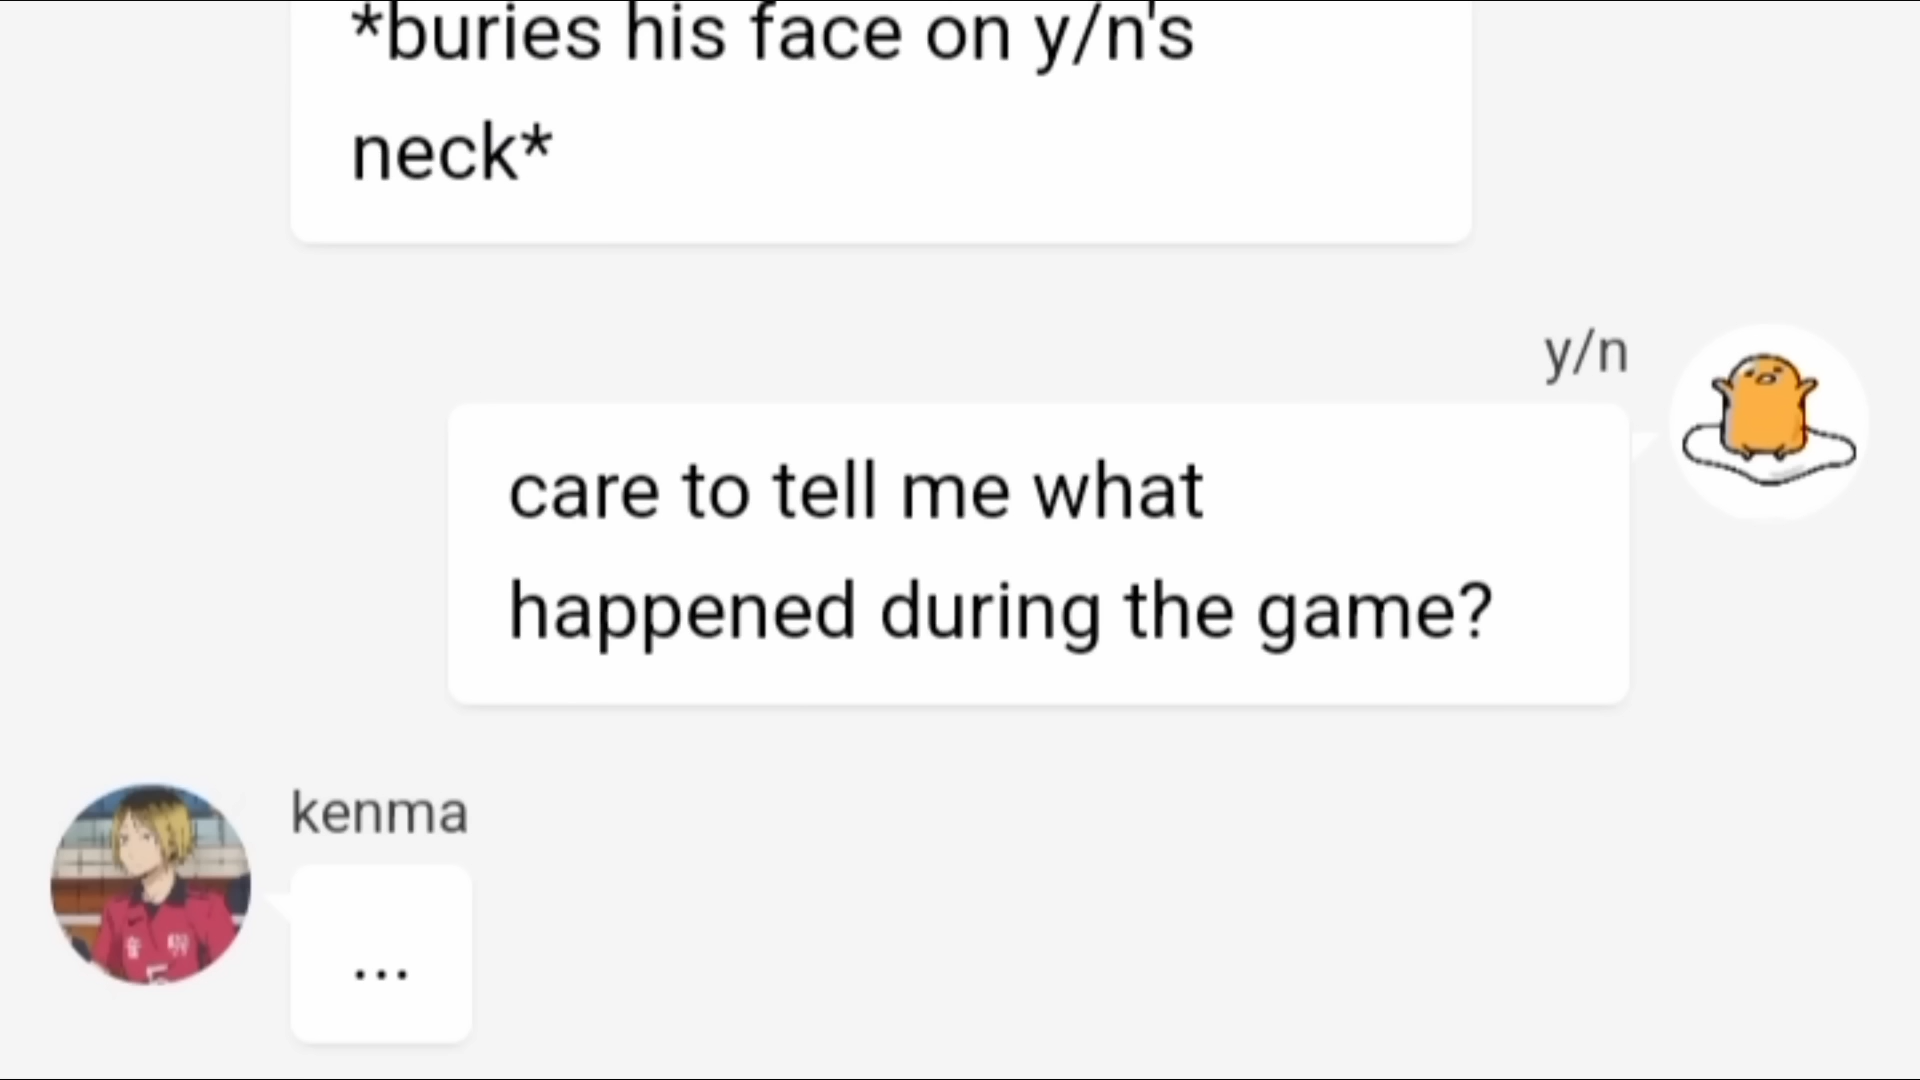 *buries his face on y/n's
neck*
y/n
care to tell me what
happened during the game?
kenma
...